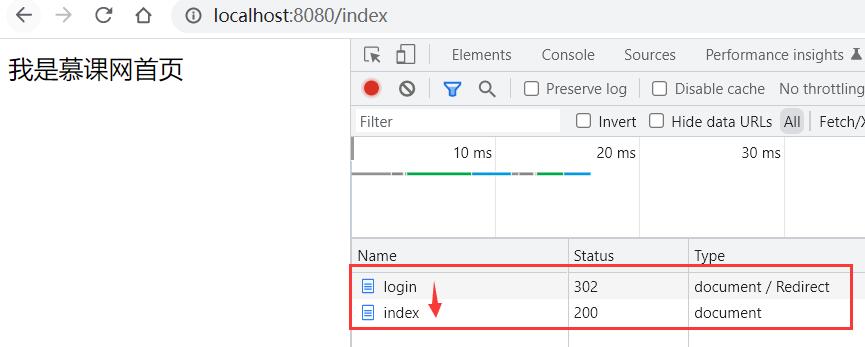 localhost:8080/index
我是慕课网首页
Elements Console Sources Performance insights
Preserve log Disable cache No throttling
Filter Invert Hide data URLs All Fetch/X
10 ms 20 ms 30 ms
Name Status Type
login 302 document / Redirect
index 200 document